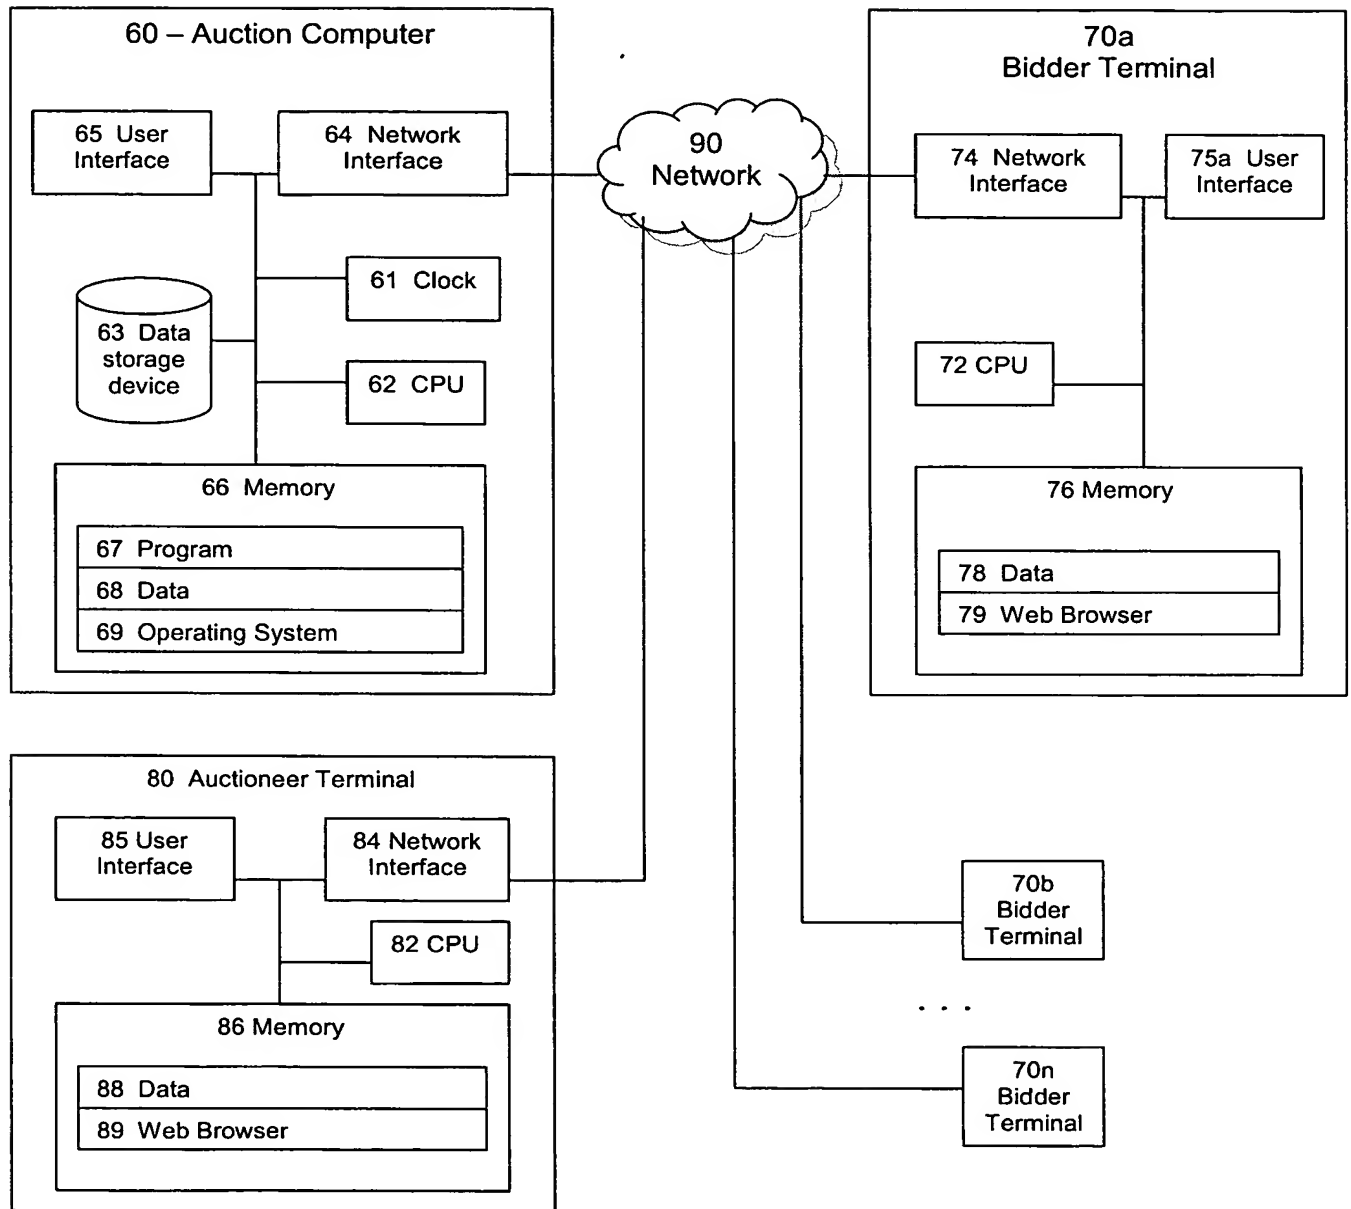 60 – Auction Computer
65 User
Interface
64 Network
Interface
61 Clock
63 Data
storage
device
62 CPU
66 Memory
67 Program
68 Data
69 Operating System
90
Network
70a
Bidder Terminal
74 Network
Interface
75a User
Interface
72 CPU
76 Memory
78 Data
79 Web Browser
80 Auctioneer Terminal
85 User
Interface
84 Network
Interface
82 CPU
86 Memory
88 Data
89 Web Browser
70b
Bidder
Terminal
. . .
70n
Bidder
Terminal